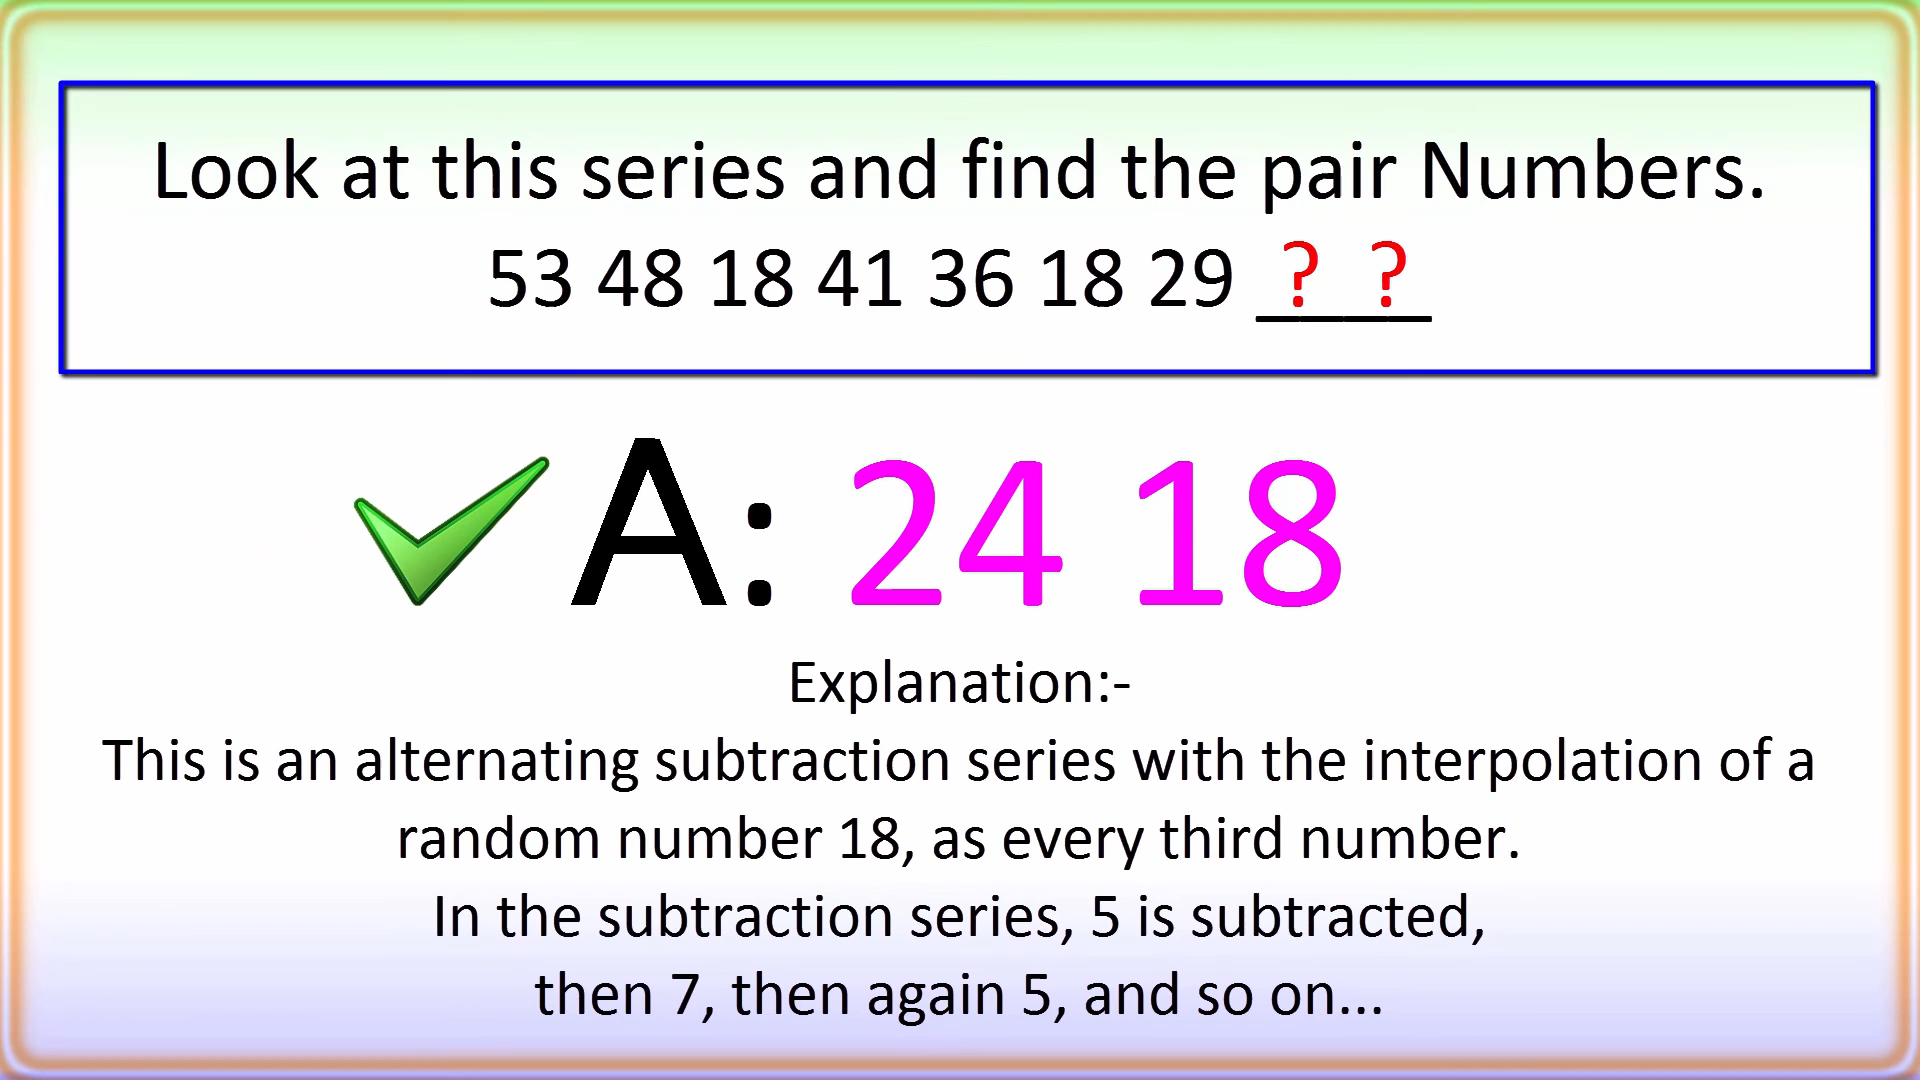 Look at this series and find the pair Numbers.
53 48 18 41 36 18 29 ? ?
A: 24 18
Explanation:-
This is an alternating subtraction series with the interpolation of a
random number 18, as every third number.
In the subtraction series, 5 is subtracted,
then 7, then again 5, and so on...